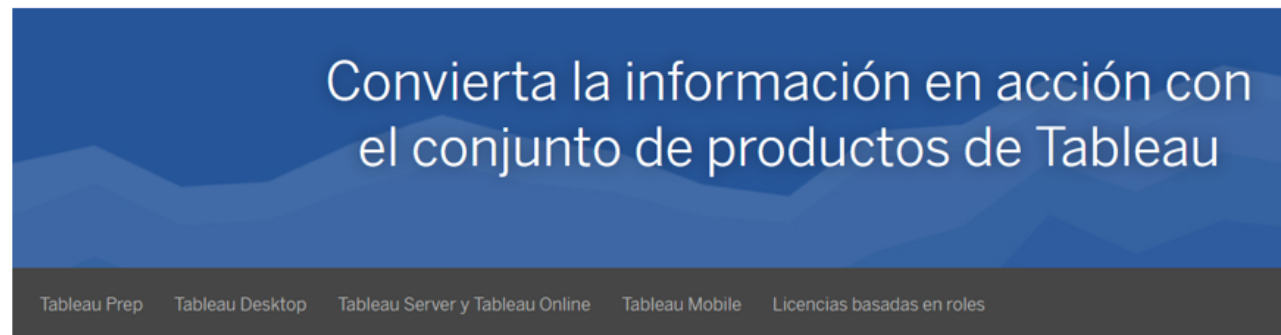 Convierta la información en acción con
el conjunto de productos de Tableau
Tableau Prep Tableau Desktop Tableau Server y Tableau Online Tableau Mobile Licencias basadas en roles